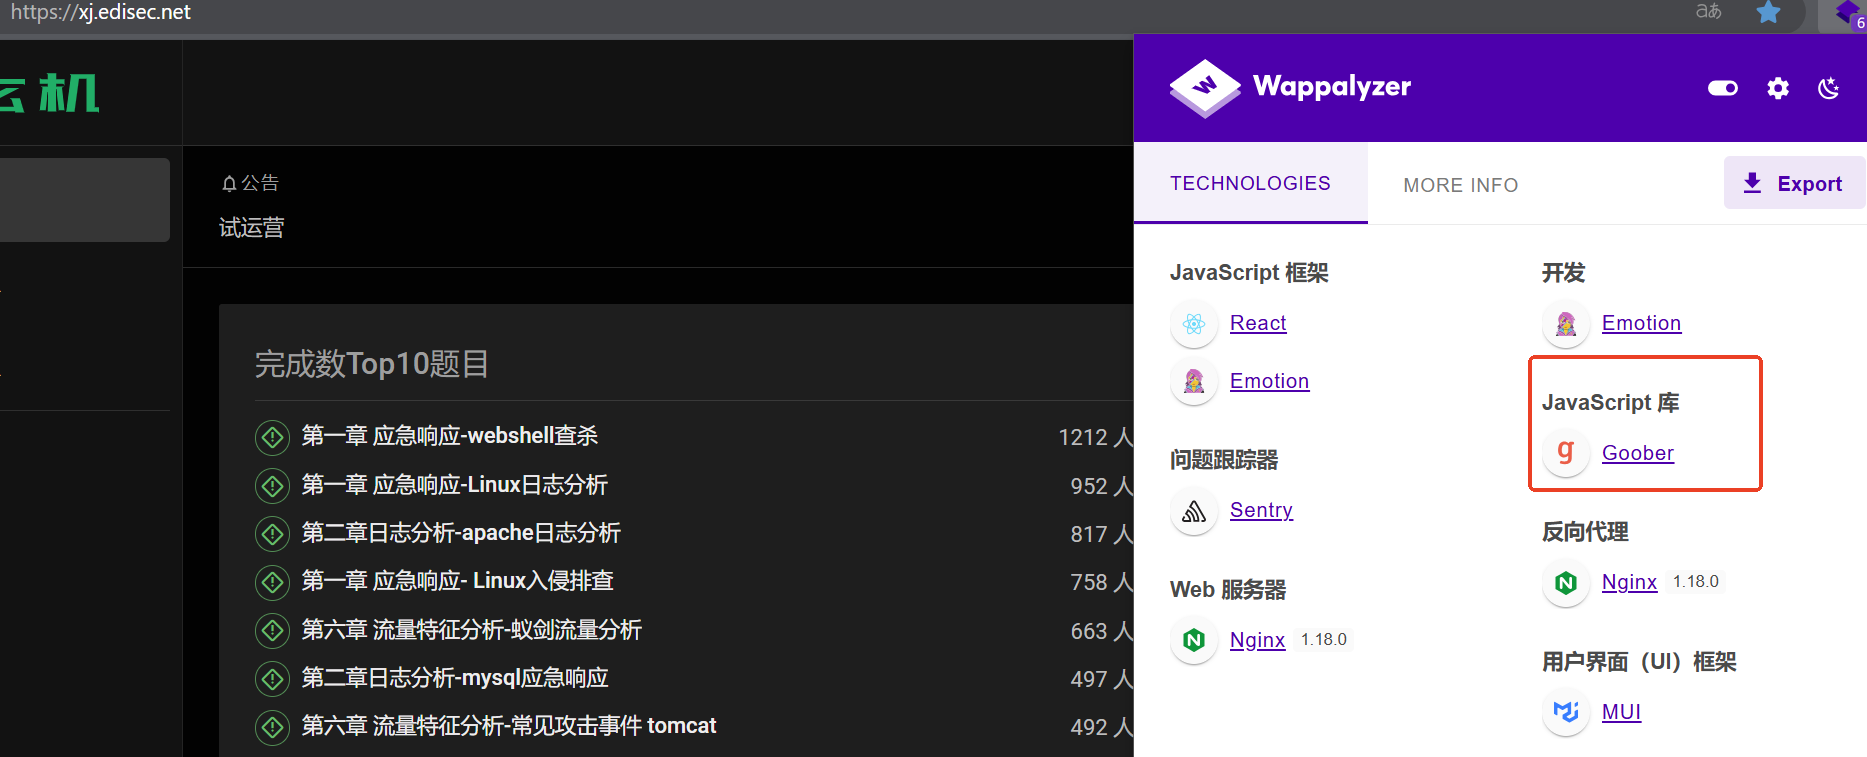 https://xj.edisec.net
aあ
6
机
公告
试运营
完成数Top10题目
第一章 应急响应-webshell查杀
1212 人
第一章 应急响应-Linux日志分析
952 人
第二章日志分析-apache日志分析
817 人
第一章 应急响应- Linux入侵排查
758 人
第六章 流量特征分析-蚁剑流量分析
663 人
第二章日志分析-mysql应急响应
497 人
第六章 流量特征分析-常见攻击事件 tomcat
492 人
Wappalyzer
TECHNOLOGIES
MORE INFO
Export
JavaScript 框架
React
Emotion
问题跟踪器
Sentry
Web 服务器
Nginx 1.18.0
开发
Emotion
JavaScript 库
g
Goober
反向代理
Nginx 1.18.0
用户界面（UI）框架
MUI